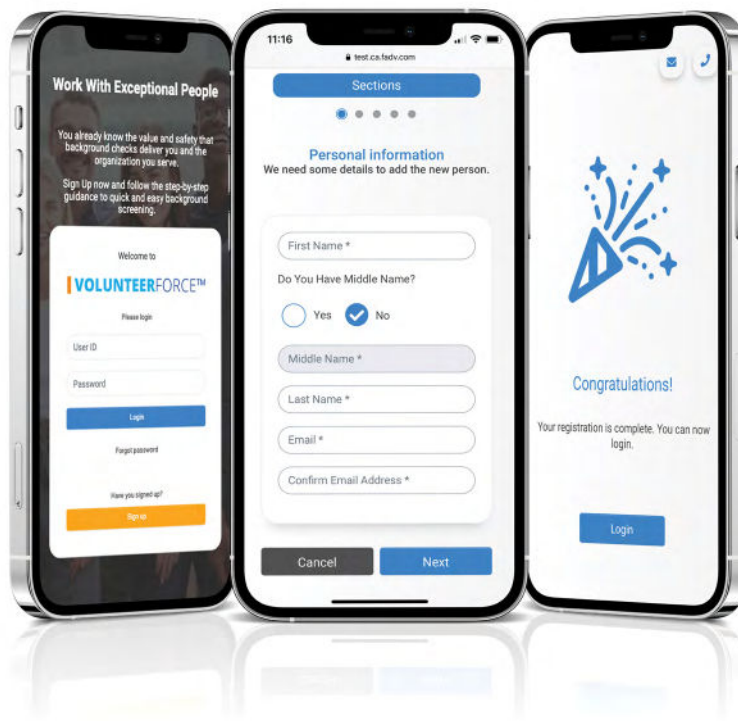 Work With Exceptional People
You already know the value and safety that
background checks deliver you and the
organization you serve.
Sign Up now and follow the step-by-step
guidance to quick and easy background
screening.
Welcome to
VOLUNTEERFORCE™
Please login
User ID
Password
Login
Forgot password
Have you signed up?
Sign up
11:16
test.ca.fadv.com
Sections
Personal information
We need some details to add the new person.
First Name *
Do You Have Middle Name?
Yes No
Middle Name *
Last Name *
Email *
Confirm Email Address *
Cancel Next
Congratulations!
Your registration is complete. You can now
login.
Login